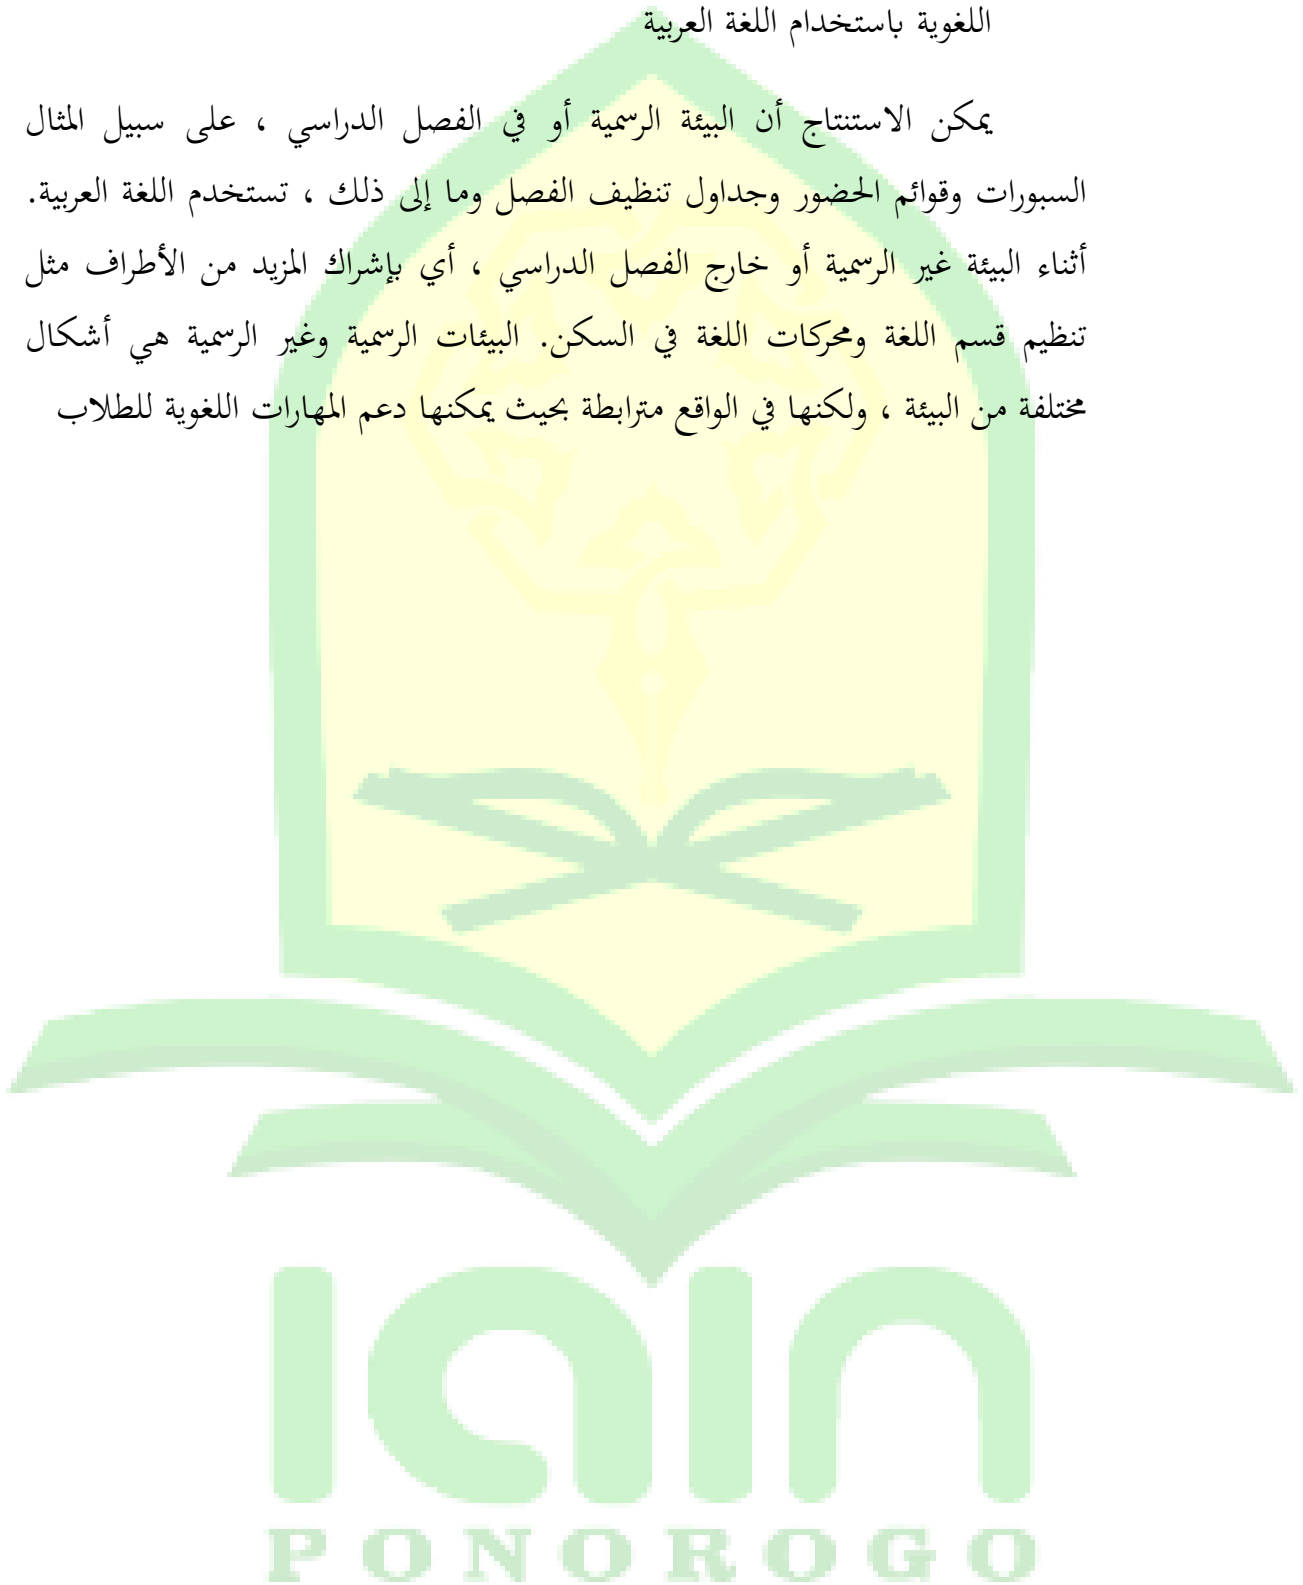 اللغوية باستخدام اللغة العربية
يمكن الاستنتاج أن البيئة الرسمية أو في الفصل الدراسي ، على سبيل المثال
السبورات وقوائم الحضور وجداول تنظيف الفصل وما إلى ذلك ، تستخدم اللغة العربية.
أثناء البيئة غير الرسمية أو خارج الفصل الدراسي ، أي بإشراك المزيد من الأطراف مثل
تنظيم قسم اللغة ومحركات اللغة في السكن. البيئات الرسمية وغير الرسمية هي أشكال
مختلفة من البيئة ، ولكنها في الواقع مترابطة بحيث يمكنها دعم المهارات اللغوية للطلاب
iain
PONOROGO